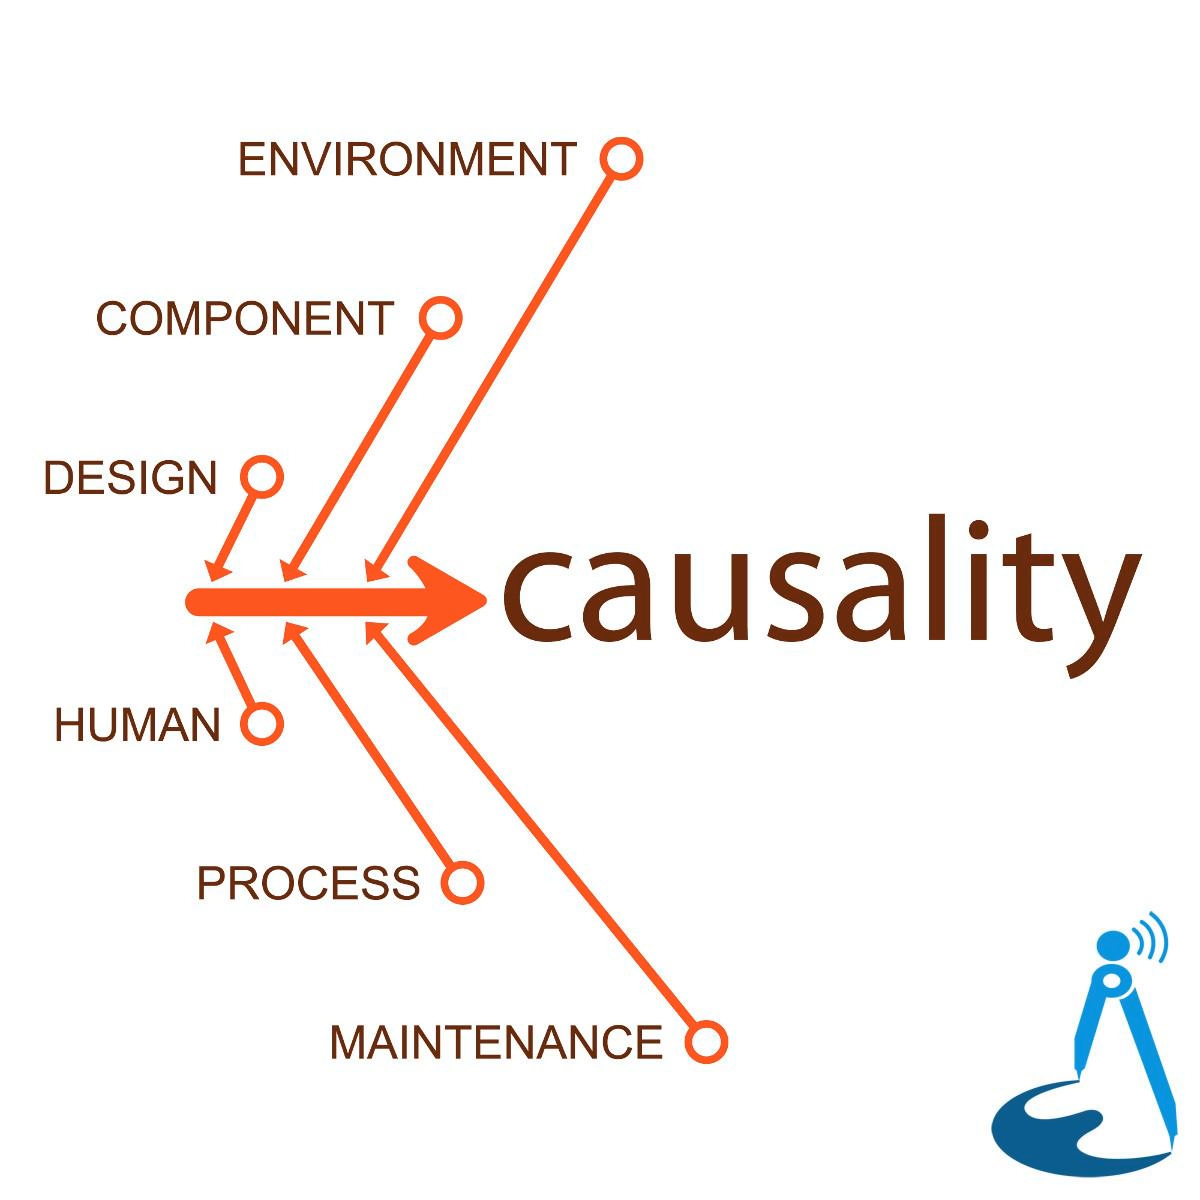 ENVIRONMENT
COMPONENT
DESIGN
causality
HUMAN
PROCESS
MAINTENANCE